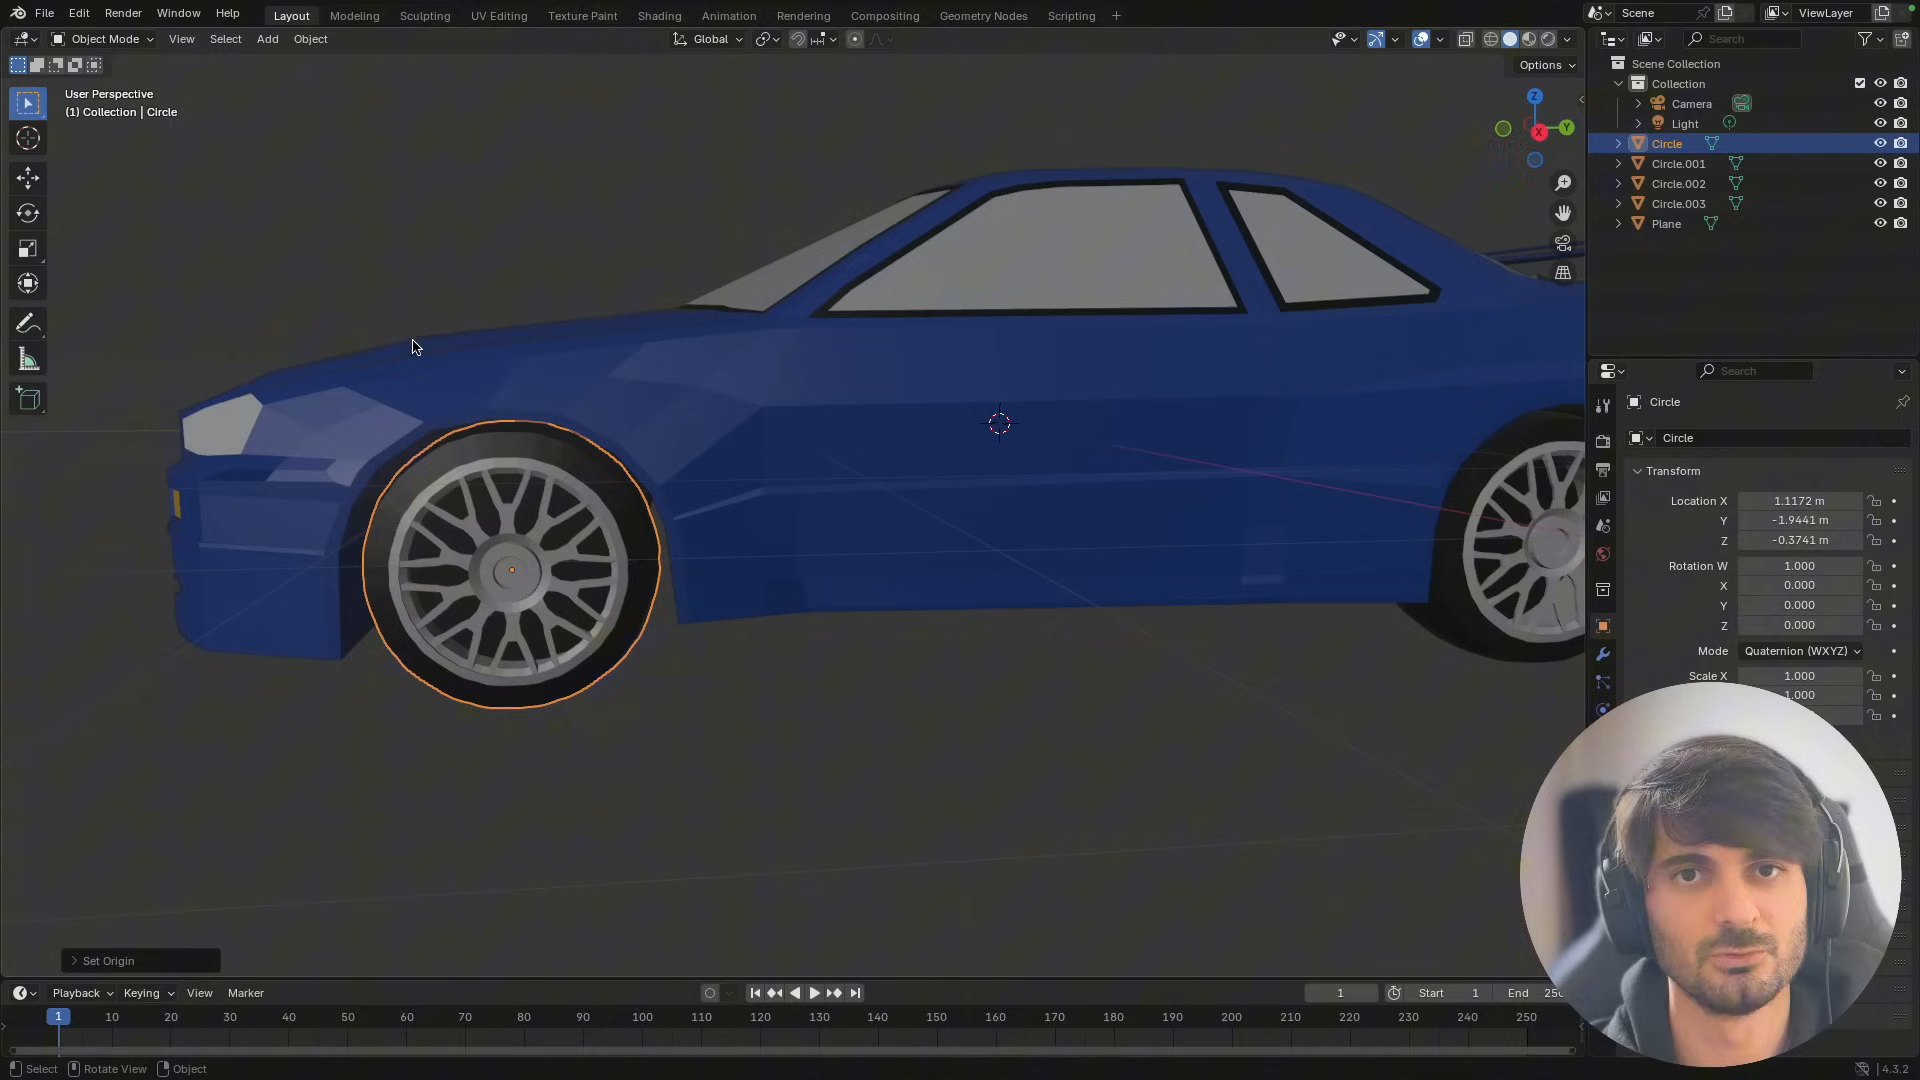 File Edit Render Window Help
Layout Modeling Sculpting UV Editing Texture Paint Shading Animation Rendering Compositing Geometry Nodes Scripting
Scene
ViewLayer
Object Mode View Select Add Object
Global
Search
Options
User Perspective
(1) Collection | Circle
Z
Y
X
Scene Collection
Collection
Camera
Light
Circle
Circle.001
Circle.002
Circle.003
Plane
Search
Circle
Circle
Transform
Location X 1.1172 m
Y -1.9441 m
Z -0.3741 m
Rotation W 1.000
X 0.000
Y 0.000
Z 0.000
Mode Quaternion (WXYZ)
Scale X 1.000
1.000
Set Origin
Playback Keying View Marker
1 Start 1 End
1 10 20 30 40 50 60 70 80 90 100 110 120 130 140 150 160 170 180 190 200 210 220 230 240 250
Select Rotate View Object
4.3.2